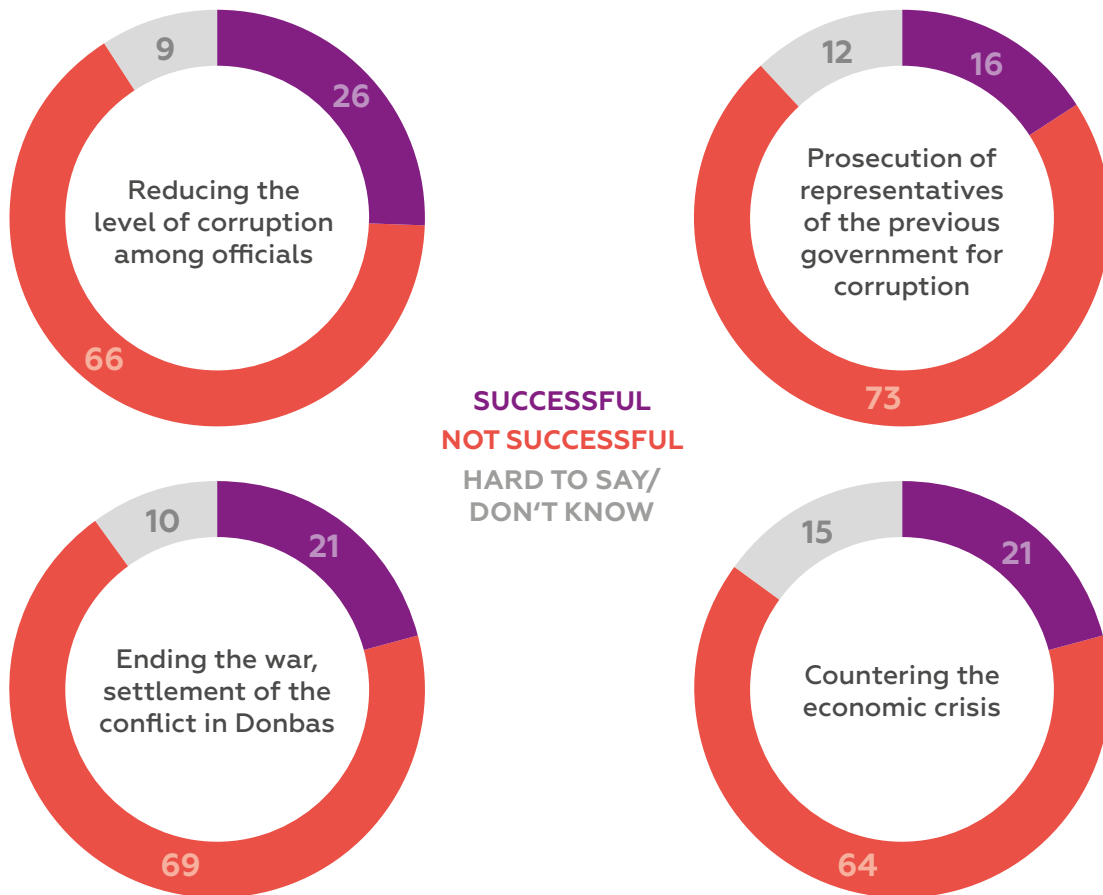 9
26
Reducing the
level of corruption
among officials
66
12
16
Prosecution of
representatives
of the previous
government for
corruption
73
SUCCESSFUL
NOT SUCCESSFUL
HARD TO SAY/
DON'T KNOW
10
21
Ending the war,
settlement of the
conflict in Donbas
69
15
21
Countering the
economic crisis
64